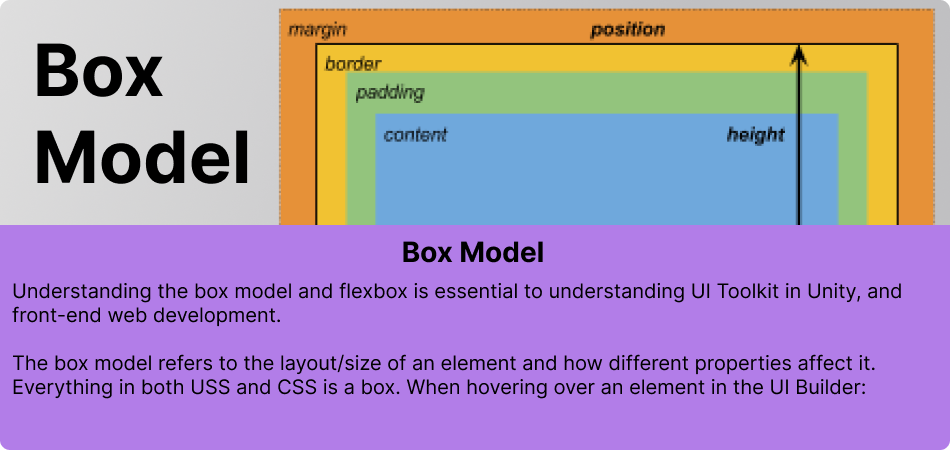 Box
Model
margin
position
border
padding
content
height
Box Model
Understanding the box model and flexbox is essential to understanding UI Toolkit in Unity, and
front-end web development.
The box model refers to the layout/size of an element and how different properties affect it.
Everything in both USS and CSS is a box. When hovering over an element in the UI Builder: